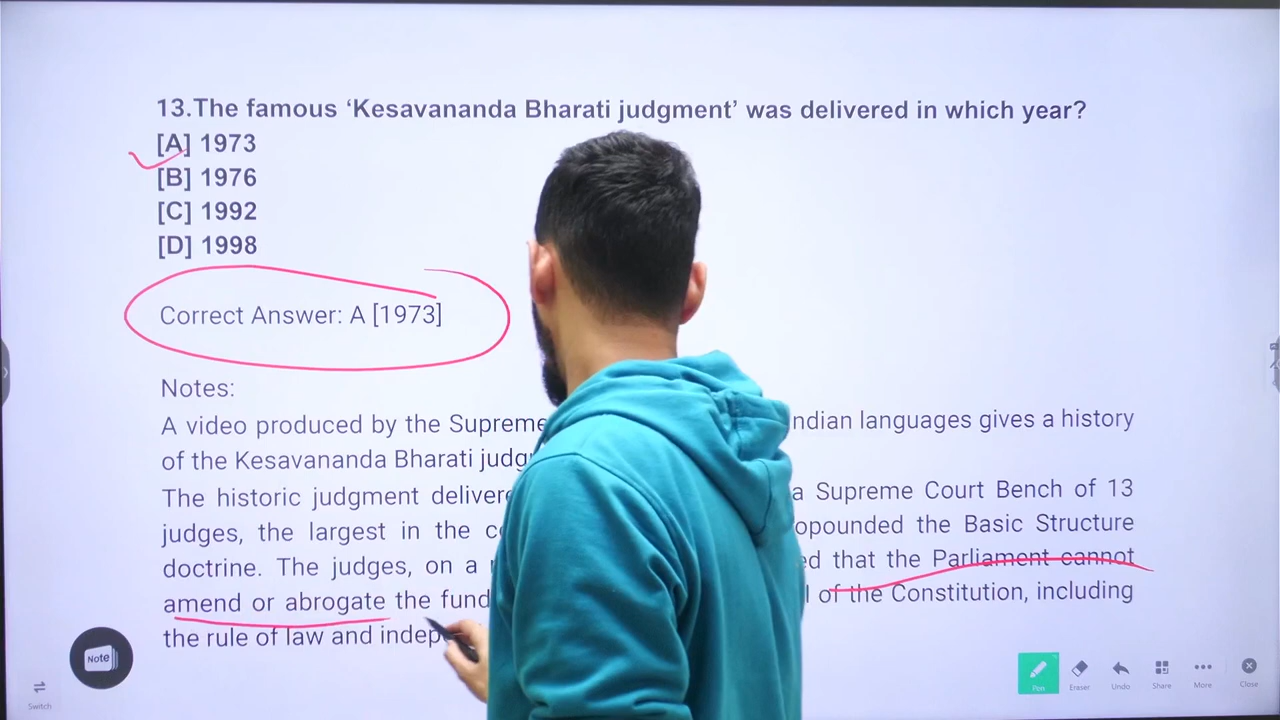 13.The famous ‘Kesavananda Bharati judgment’ was delivered in which year?
[A] 1973
[B] 1976
[C] 1992
[D] 1998
Correct Answer: A [1973]
Notes:
A video produced by the Supreme ndian languages gives a history
of the Kesavananda Bharati judg
The historic judgment deliver a Supreme Court Bench of 13
judges, the largest in the c opounded the Basic Structure
doctrine. The judges, on a ed that the Parliament cannot
amend or abrogate the fund l of the Constitution, including
the rule of law and indep
Note
Switch
Pen
Eraser
Undo
Share
More
Close